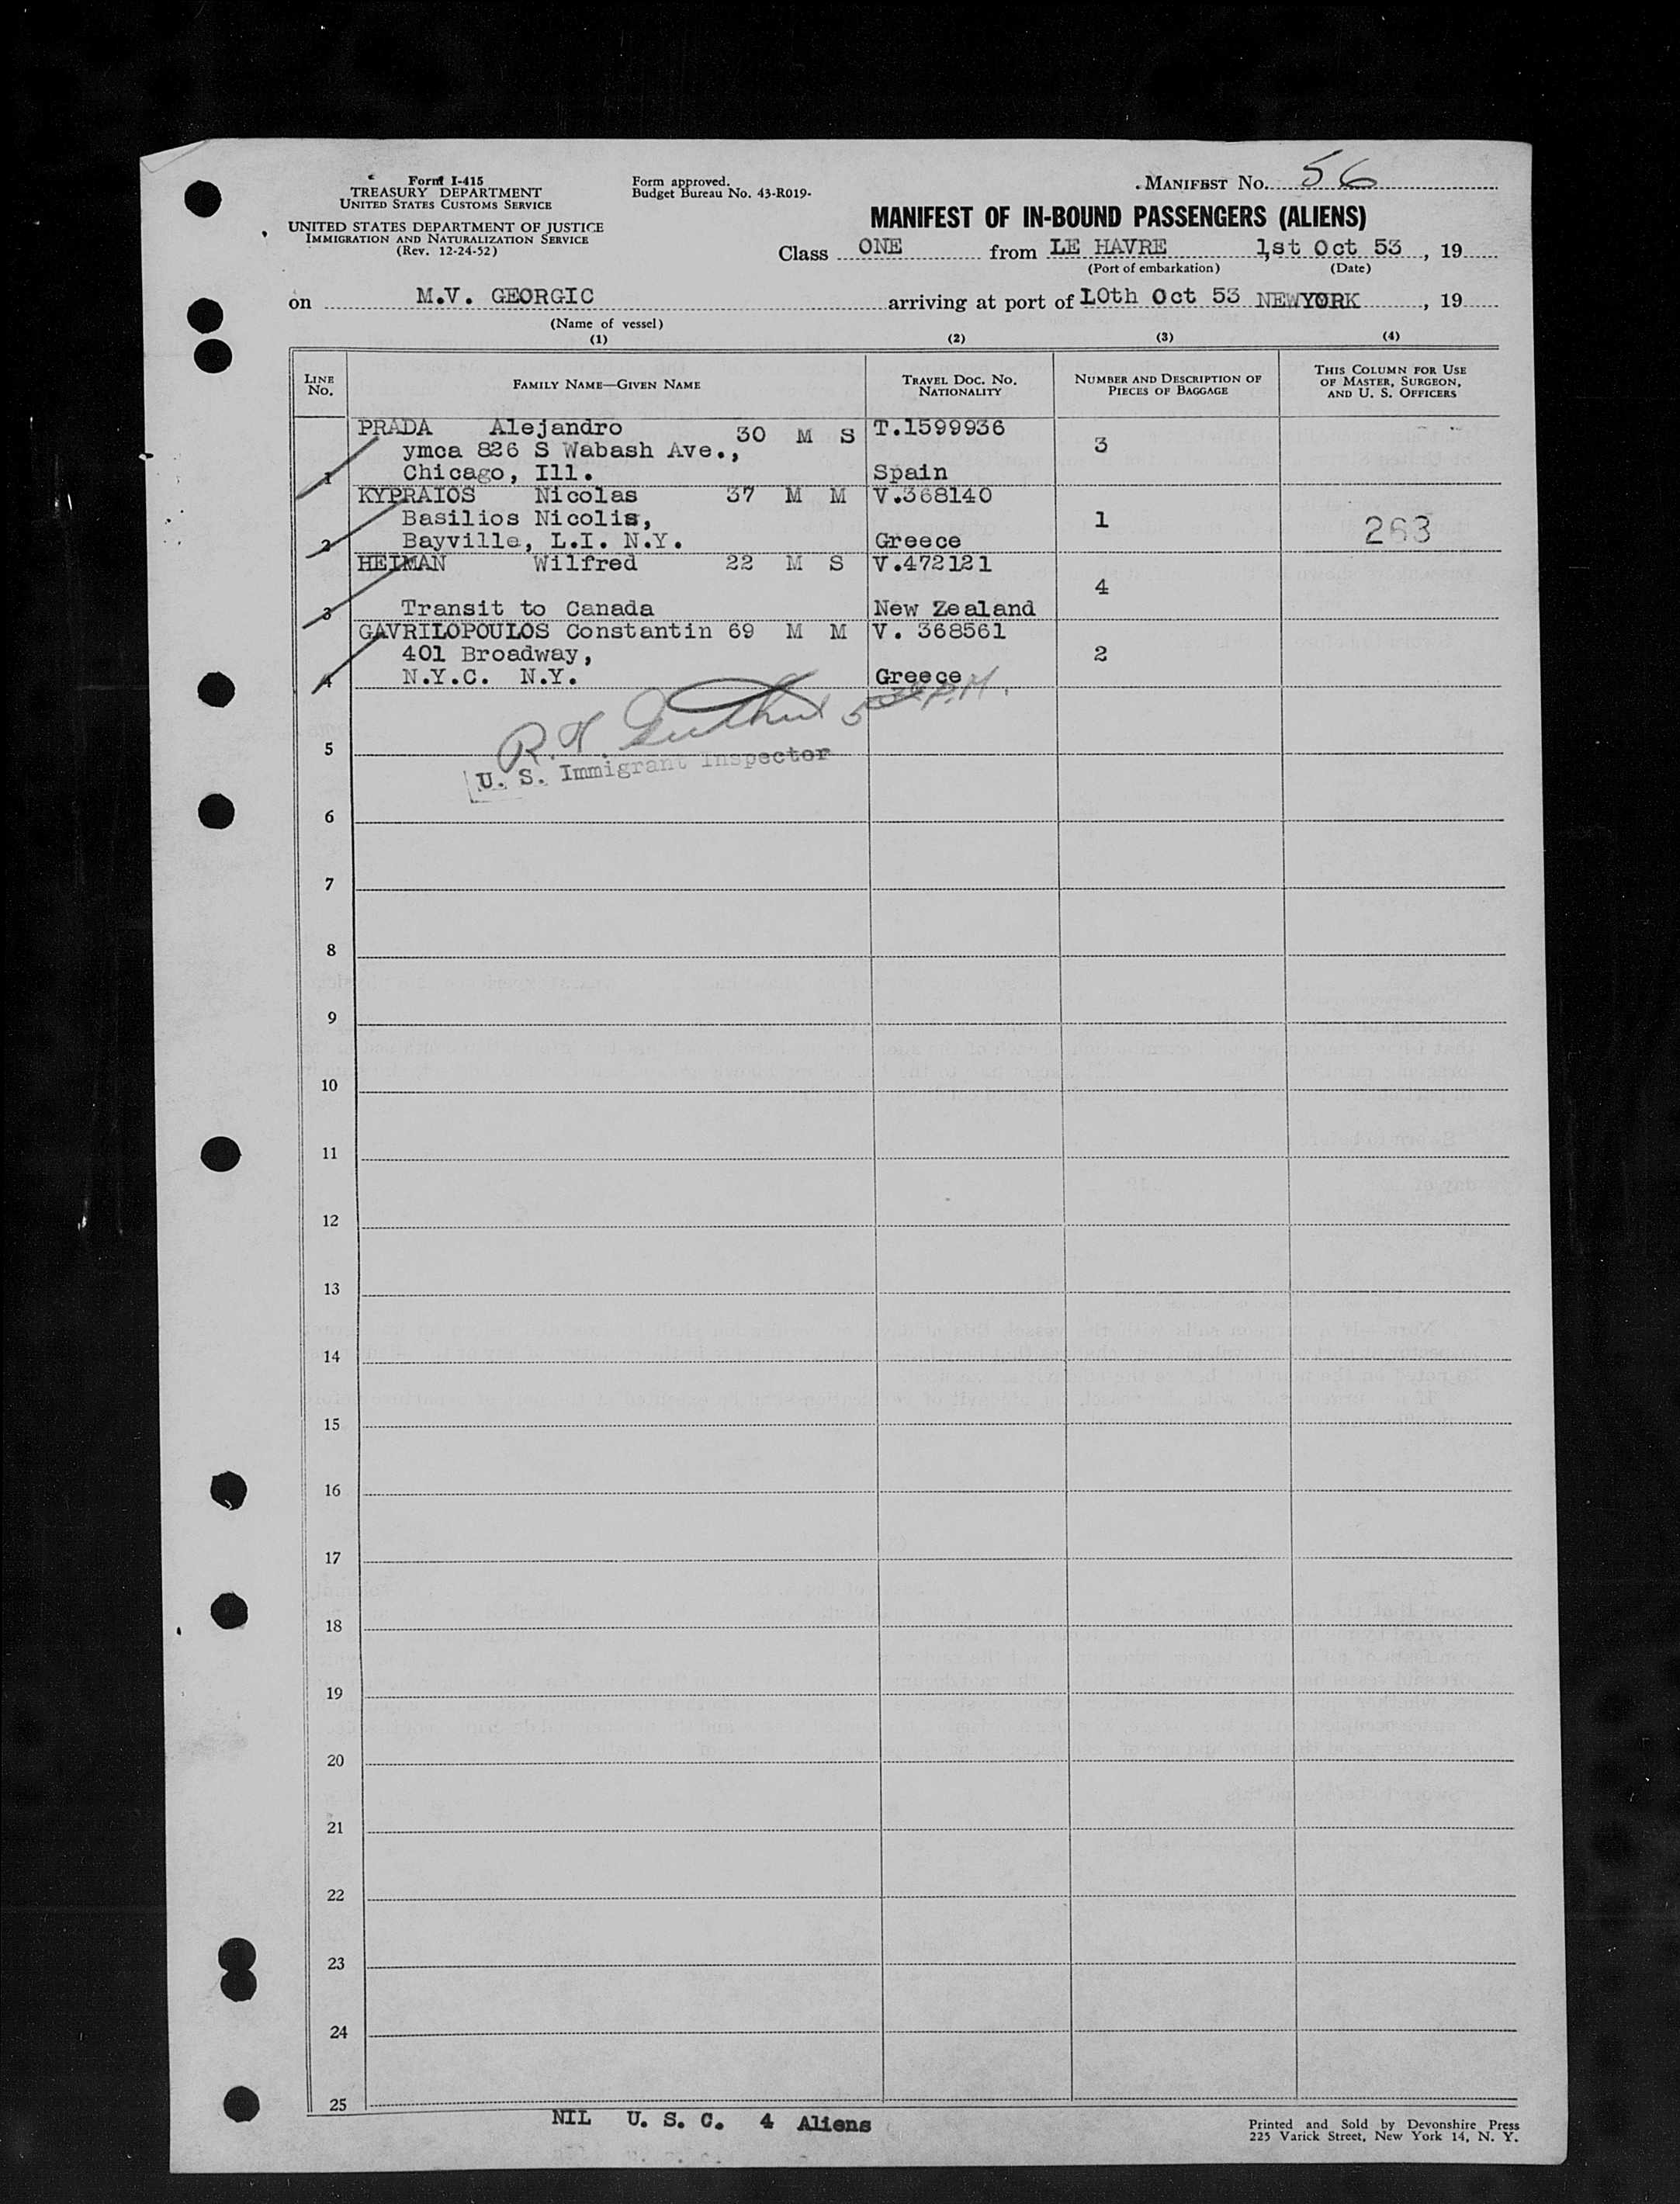 Form I-415
TREASURY DEPARTMENT
UNITED STATES CUSTOMS SERVICE
UNITED STATES DEPARTMENT OF JUSTICE
IMMIGRATION AND NATURALIZATION SERVICE
(Rev. 12-24-52)
Form approved.
Budget Bureau No. 43-R019-
MANIFEST NO. 56
MANIFEST OF IN-BOUND PASSENGERS (ALIENS)
Class ONE from LE HAVRE 1st Oct 53, 19
(Port of embarkation) (Date)
on M.V. GEORGIC arriving at port of 10th Oct 53 NEWYORK, 19
(Name of vessel)
(1) (2) (3) (4)
LINE NO. FAMILY NAME—GIVEN NAME TRAVEL DOC. NO. NATIONALITY NUMBER AND DESCRIPTION OF PIECES OF BAGGAGE THIS COLUMN FOR USE OF MASTER, SURGEON, AND U. S. OFFICERS
PRADA Alejandro 30 M S T.1599936
ymca 826 S Wabash Ave., 3
1 Chicago, Ill. Spain
KYPRAIOS Nicolas 37 M M V.368140
Basilios Nicolis, 1 263
2 Bayville, L.I. N.Y. Greece
HEIMAN Wilfred 22 M S V.472121
4
3 Transit to Canada New Zealand
GAVRILOPOULOS Constantin 69 M M V. 368561
401 Broadway, 2
4 N.Y.C. N.Y. Greece
R. P.M.
5
U. S. Immigrant Inspector
6
7
8
9
10
11
12
13
14
15
16
17
18
19
20
21
22
23
24
25
NIL U. S. C. 4 Aliens
Printed and Sold by Devonshire Press
225 Varick Street, New York 14, N. Y.